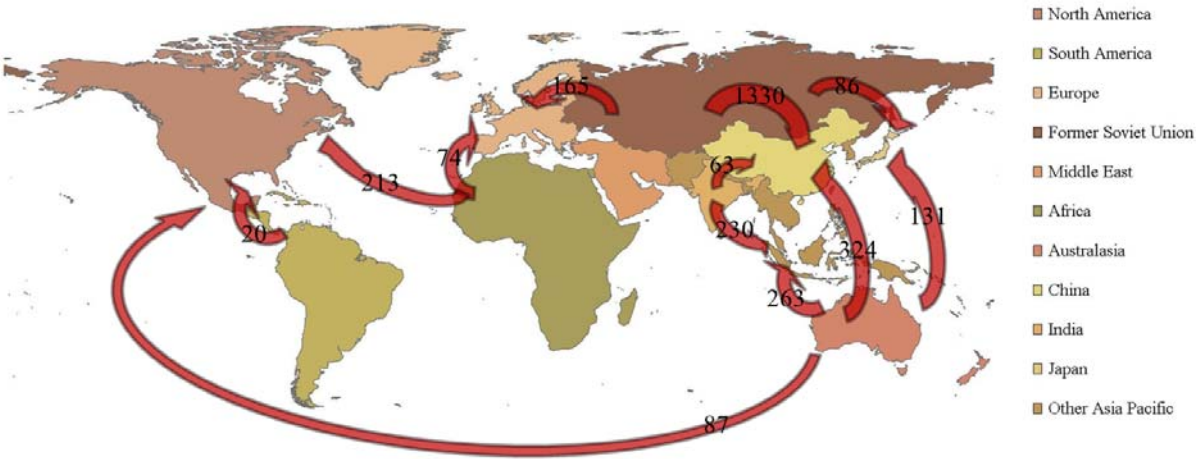 North America
South America
Europe
Former Soviet Union
Middle East
Africa
Australasia
China
India
Japan
Other Asia Pacific
165
1330
86
74
63
213
230
131
20
324
263
87